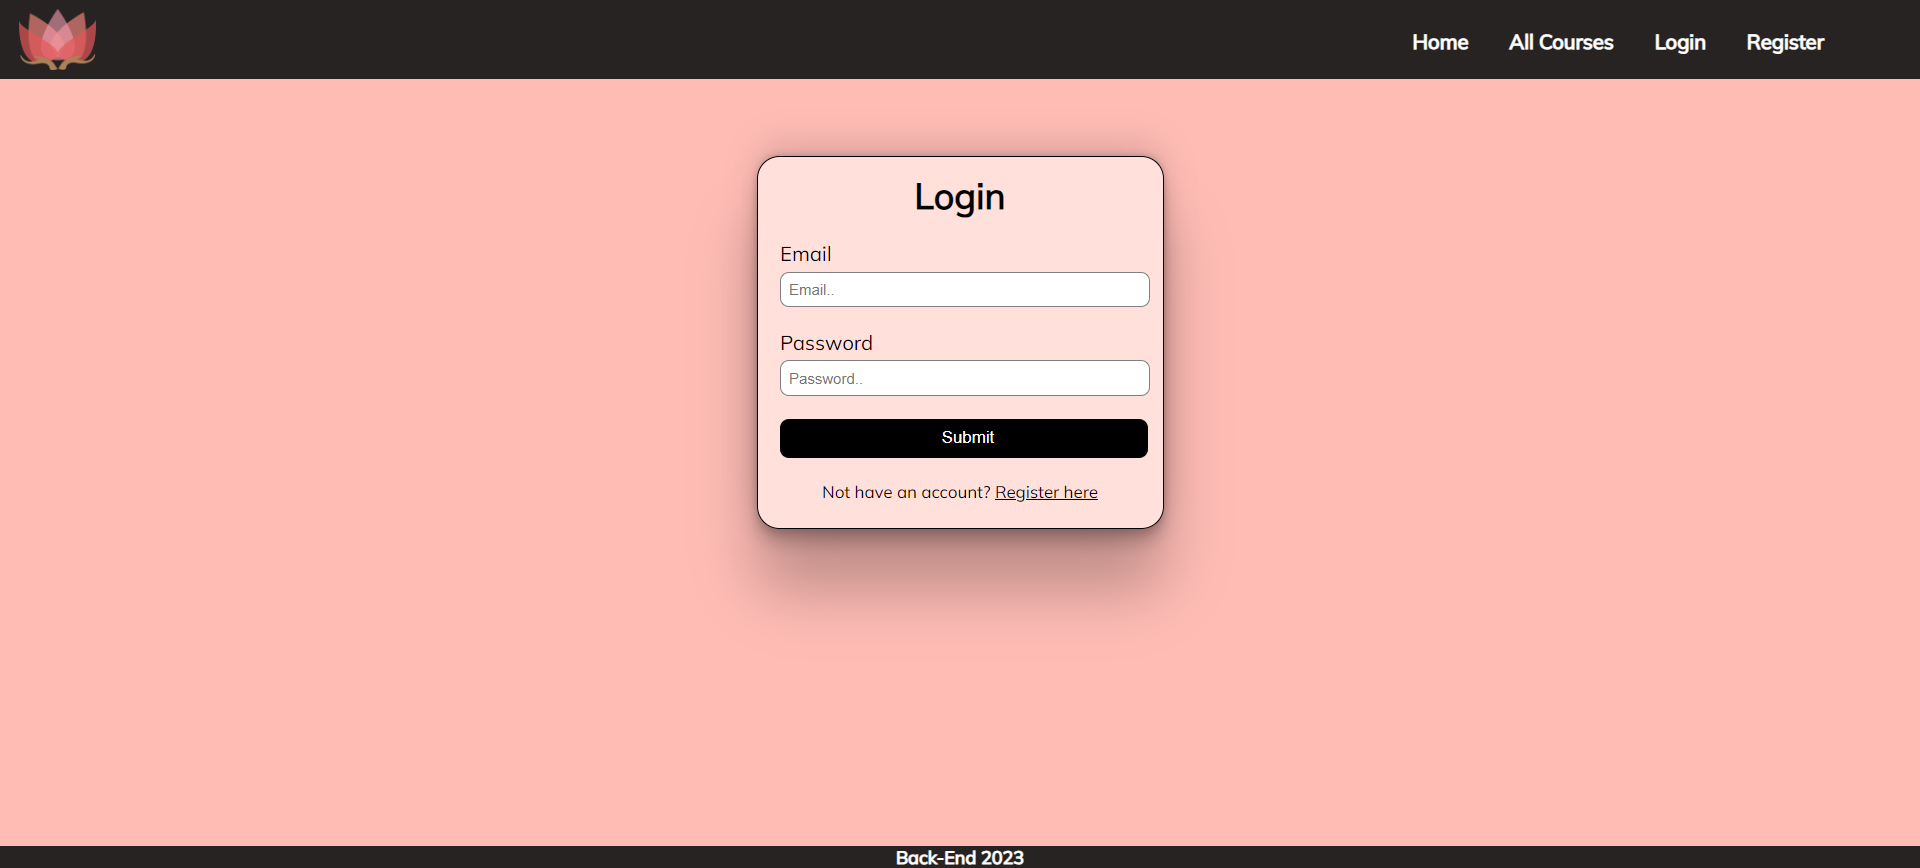 Home All Courses Login Register
Login
Email
Email..
Password
Password..
Submit
Not have an account? Register here
Back-End 2023